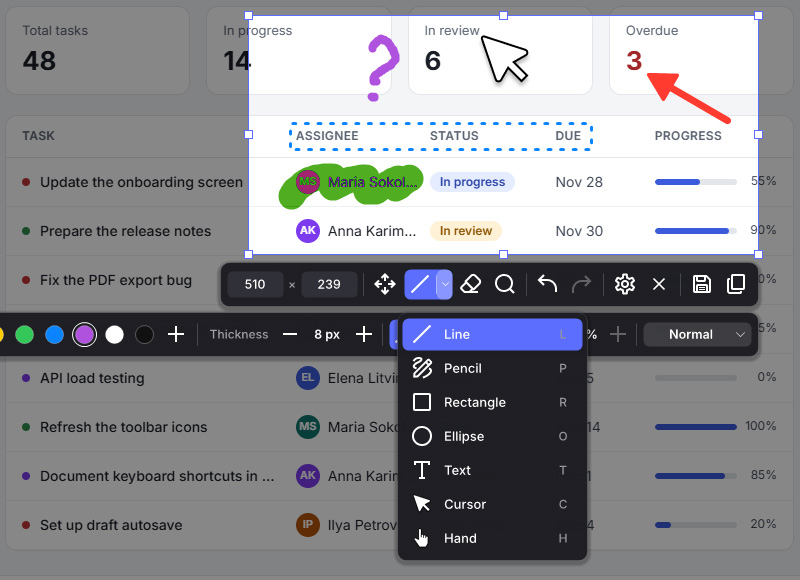 Total tasks
In progress
In review
Overdue
48
14
?
6
3
TASK
ASSIGNEE
STATUS
DUE
PROGRESS
Update the onboarding screen
MS
Maria Sokol...
In progress
Nov 28
55%
Prepare the release notes
AK
Anna Karim...
In review
Nov 30
90%
Fix the PDF export bug
510 × 239
Thickness
8 px
%
Normal
Line L
Pencil P
Rectangle R
Ellipse O
Text T
Cursor C
Hand H
API load testing
EL
Elena Litvin
0%
Refresh the toolbar icons
MS
Maria Soko
14
100%
Document keyboard shortcuts in ...
AK
Anna Karim
85%
Set up draft autosave
IP
Ilya Petrov
20%